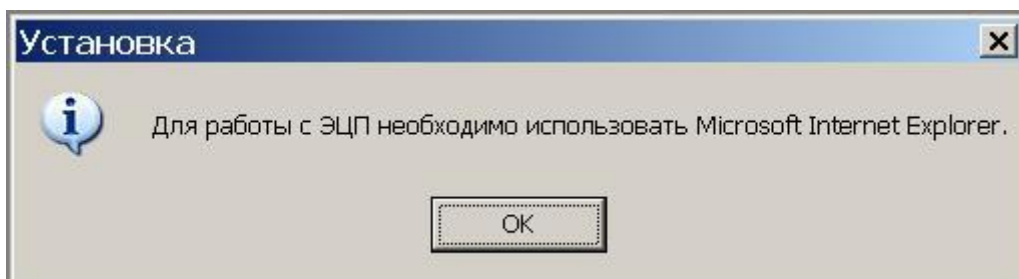 Установка
Для работы с ЭЦП необходимо использовать Microsoft Internet Explorer.
OK